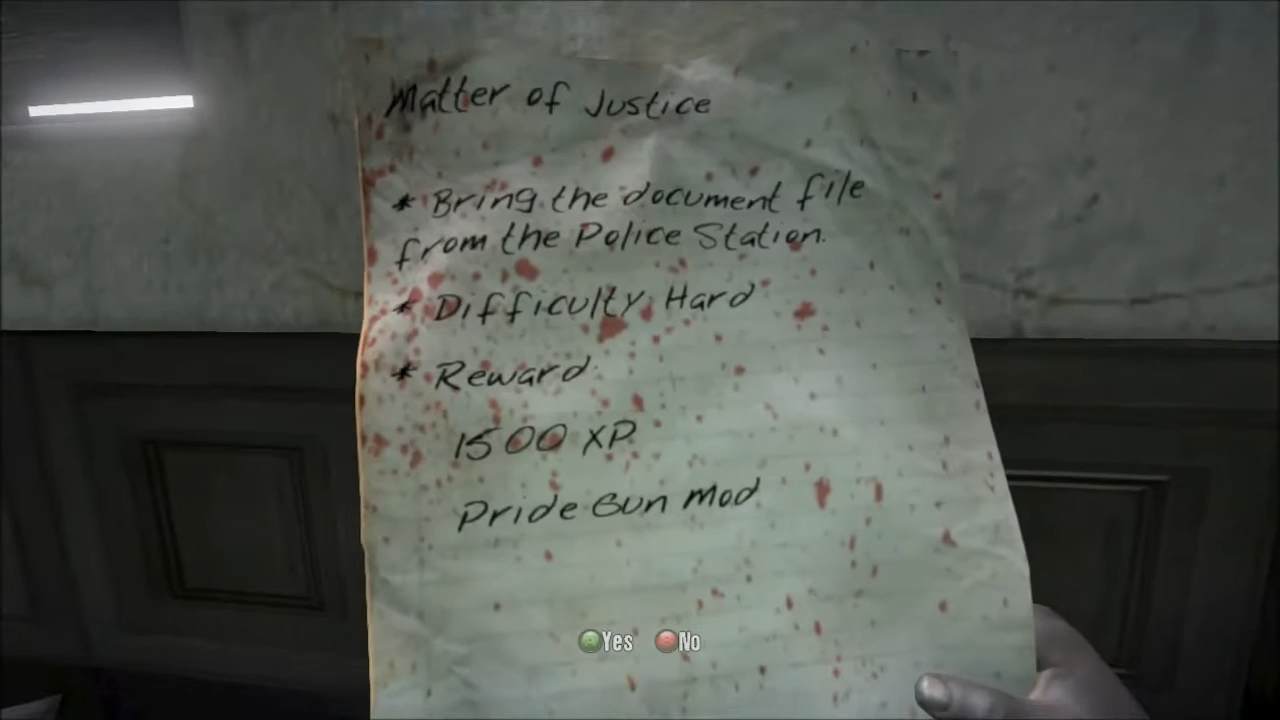 Matter of Justice
* Bring the document file
from the Police Station.
* Difficulty: Hard
* Reward:
1500 XP
Pride Gun Mod
Yes No